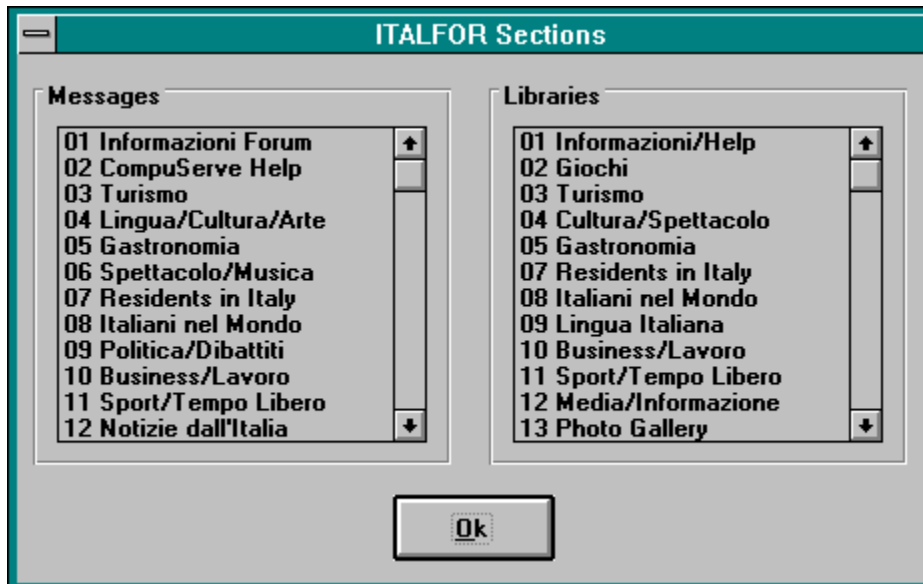 ITALFOR Sections
Messages
01 Informazioni Forum
02 CompuServe Help
03 Turismo
04 Lingua/Cultura/Arte
05 Gastronomia
06 Spettacolo/Musica
07 Residents in Italy
08 Italiani nel Mondo
09 Politica/Dibattiti
10 Business/Lavoro
11 Sport/Tempo Libero
12 Notizie dall'Italia
Libraries
01 Informazioni/Help
02 Giochi
03 Turismo
04 Cultura/Spettacolo
05 Gastronomia
07 Residents in Italy
08 Italiani nel Mondo
09 Lingua Italiana
10 Business/Lavoro
11 Sport/Tempo Libero
12 Media/Informazione
13 Photo Gallery
Ok